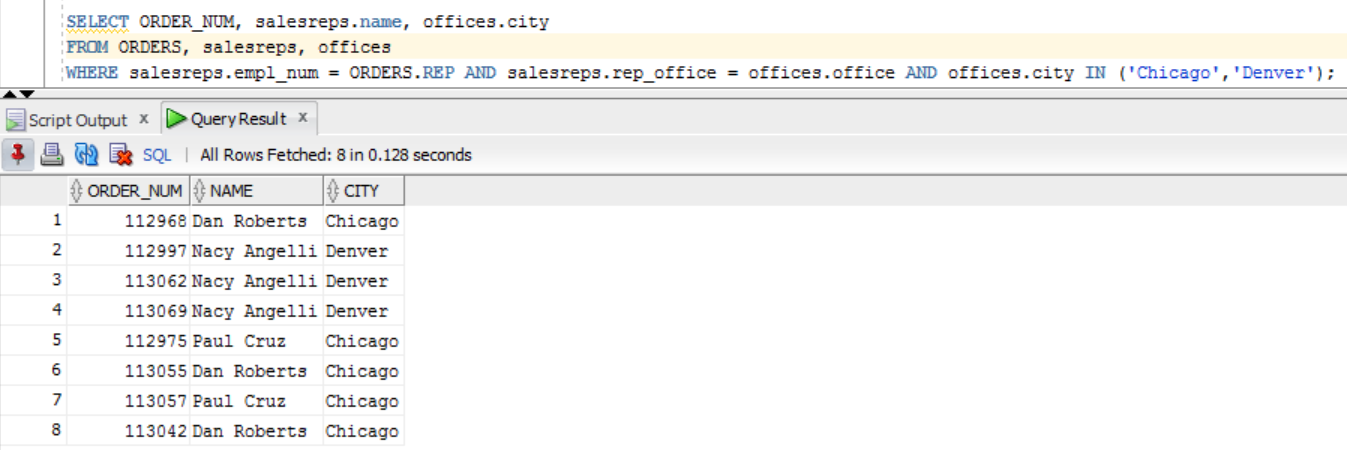 SELECT ORDER_NUM, salesreps.name, offices.city
FROM ORDERS, salesreps, offices
WHERE salesreps.empl_num = ORDERS.REP AND salesreps.rep_office = offices.office AND offices.city IN ('Chicago','Denver');
Script Output x Query Result x
SQL | All Rows Fetched: 8 in 0.128 seconds
ORDER_NUM NAME CITY
1 112968 Dan Roberts Chicago
2 112997 Nacy Angelli Denver
3 113062 Nacy Angelli Denver
4 113069 Nacy Angelli Denver
5 112975 Paul Cruz Chicago
6 113055 Dan Roberts Chicago
7 113057 Paul Cruz Chicago
8 113042 Dan Roberts Chicago